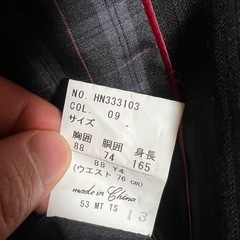 NO. HN333103
COL. 09
サイズ
胸囲 胴囲 身長
88 74 165
88 Y4
(ウエスト 76 cm)
made in China
53 MT TS 13